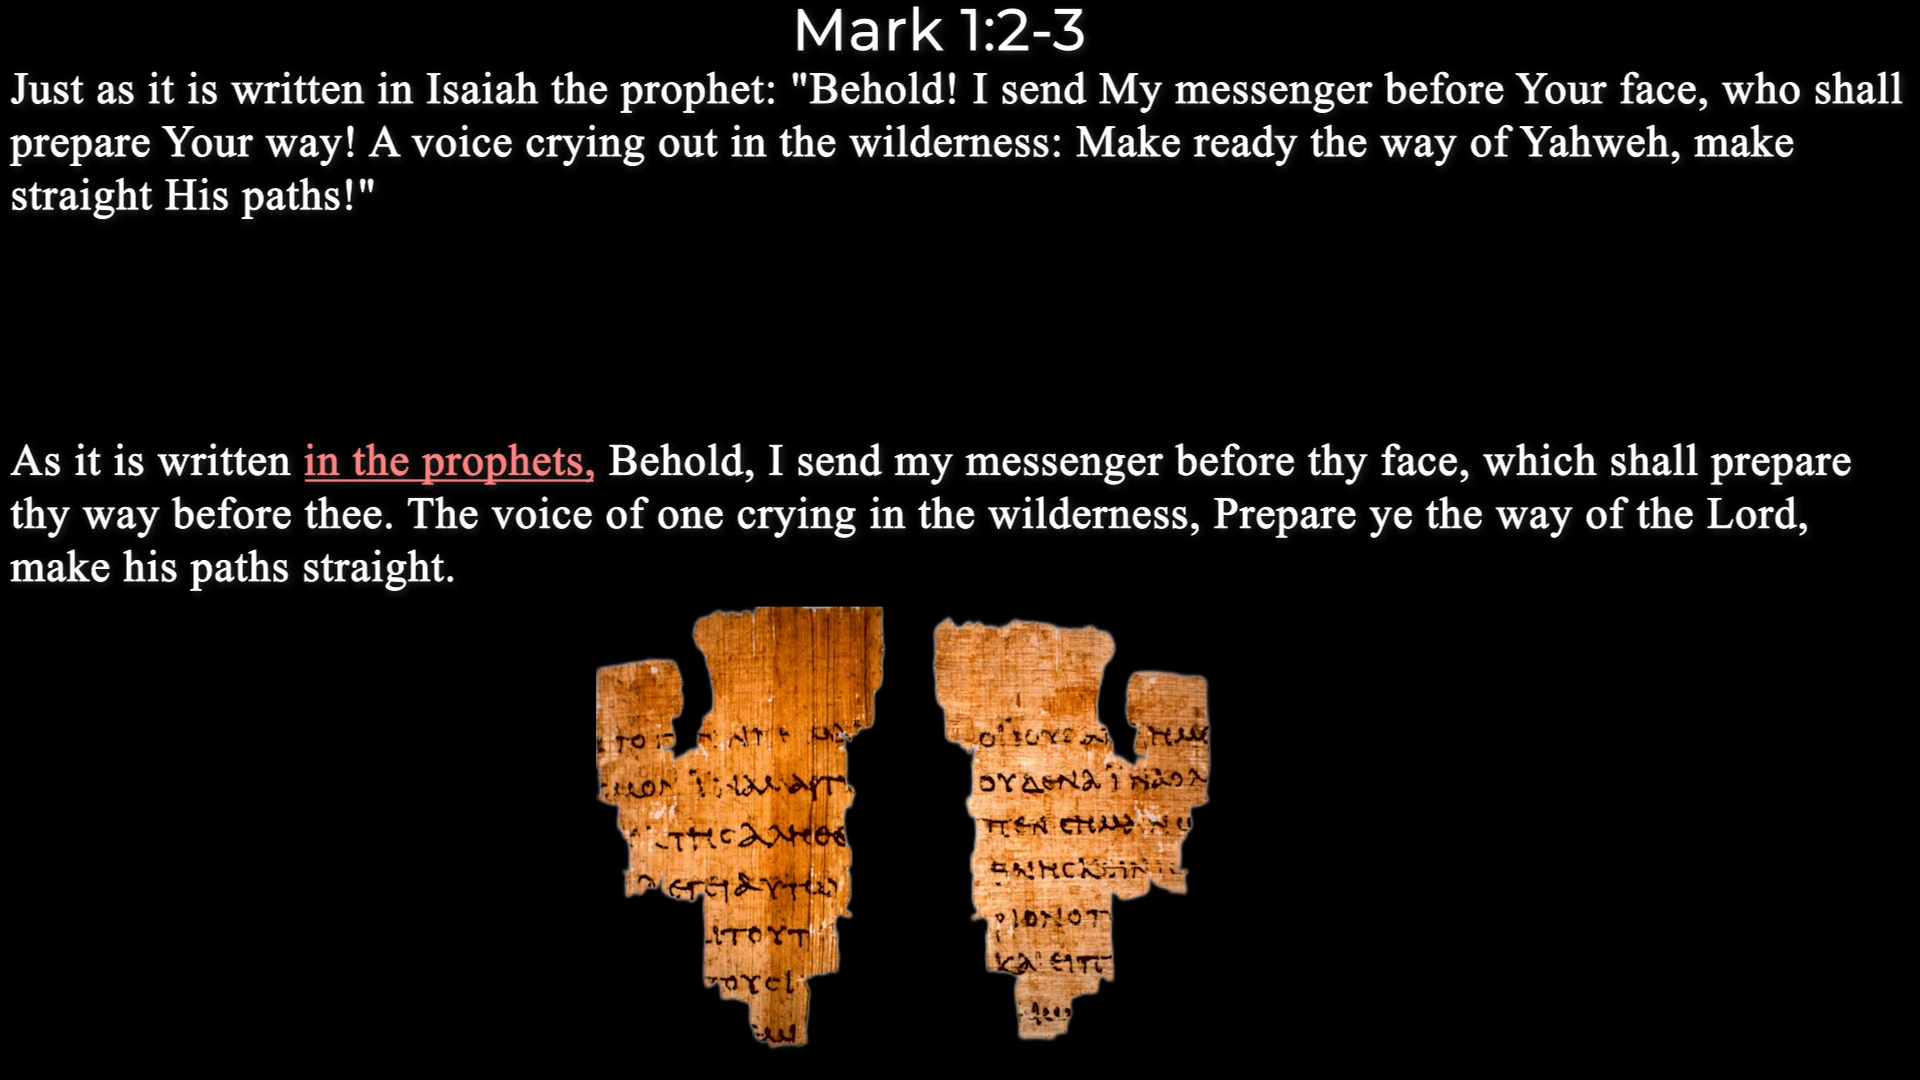 Mark 1:2-3
Just as it is written in Isaiah the prophet: "Behold! I send My messenger before Your face, who shall
prepare Your way! A voice crying out in the wilderness: Make ready the way of Yahweh, make
straight His paths!"
As it is written in the prophets, Behold, I send my messenger before thy face, which shall prepare
thy way before thee. The voice of one crying in the wilderness, Prepare ye the way of the Lord,
make his paths straight.